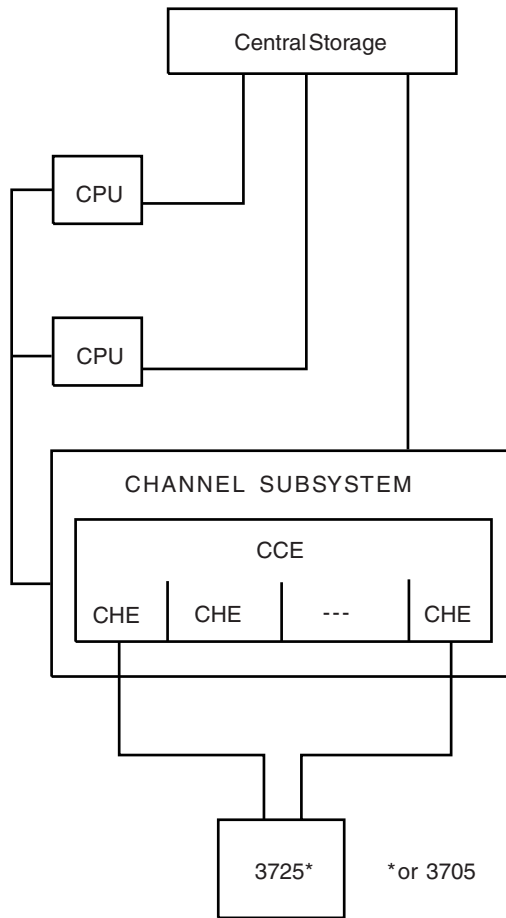 Central Storage
CPU
CPU
CHANNEL SUBSYSTEM
CCE
CHE CHE --- CHE
3725* *or 3705